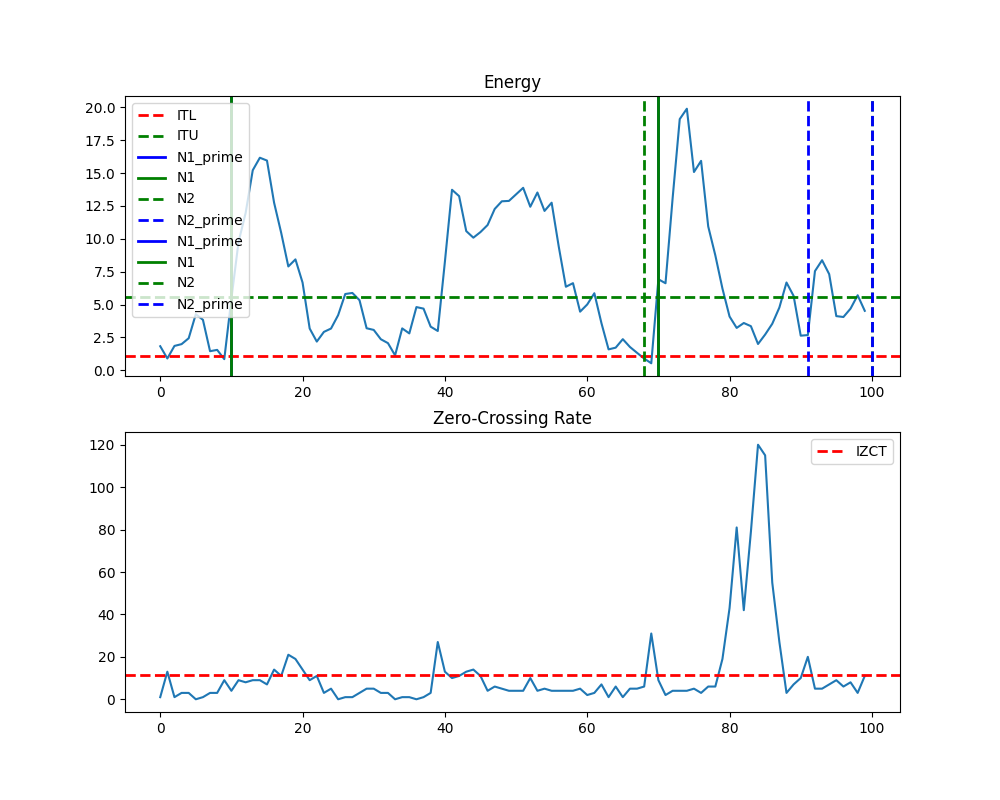 Energy
20.0
17.5
15.0
12.5
10.0
7.5
5.0
2.5
0.0
ITL
ITU
N1_prime
N1
N2
N2_prime
N1_prime
N1
N2
N2_prime
0 20 40 60 80 100
Zero-Crossing Rate
120
100
80
60
40
20
0
IZCT
0 20 40 60 80 100